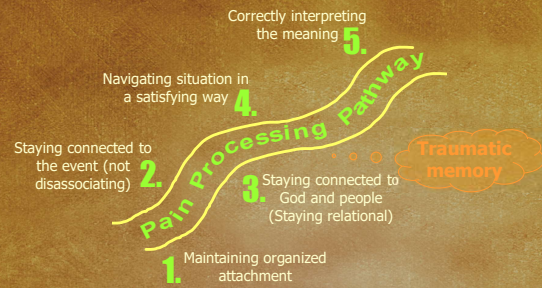 Correctly interpreting
the meaning 5.
Navigating situation in
a satisfying way 4.
Staying connected to
the event (not
disassociating) 2.
Pain Processing Pathway
Traumatic
memory
3. Staying connected to
God and people
(Staying relational)
1. Maintaining organized
attachment